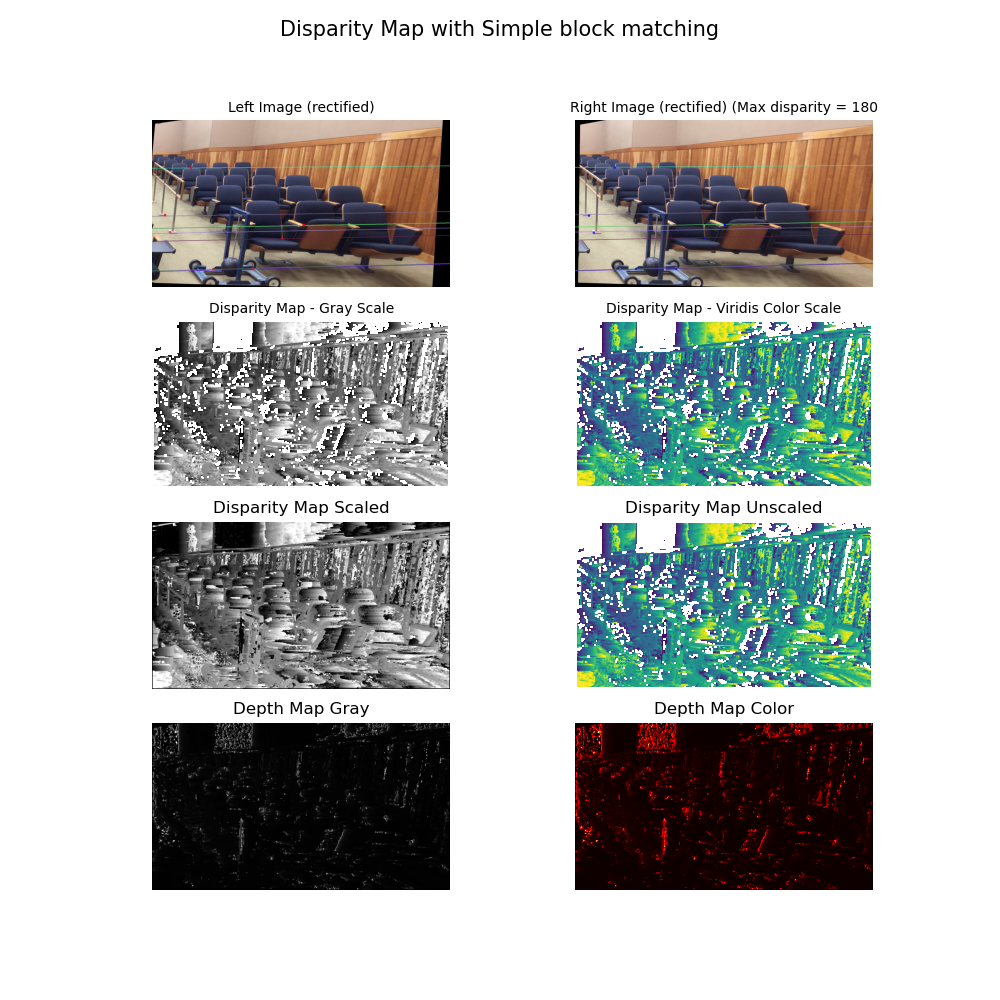 Disparity Map with Simple block matching
Left Image (rectified)
Right Image (rectified) (Max disparity = 180
Disparity Map - Gray Scale
Disparity Map - Viridis Color Scale
Disparity Map Scaled
Disparity Map Unscaled
Depth Map Gray
Depth Map Color